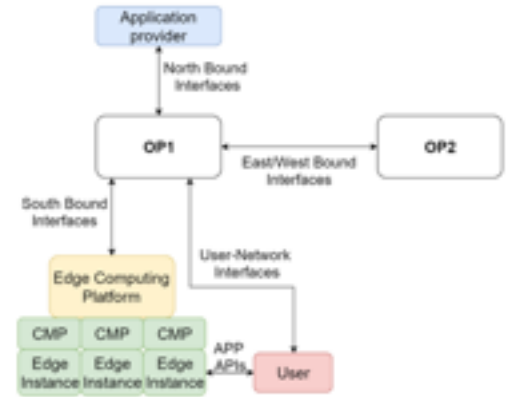 Application
provider
North Bound
Interfaces
OP1
OP2
East/West Bound
Interfaces
South Bound
Interfaces
User-Network
Interfaces
Edge Computing
Platform
CMP CMP CMP
Edge Edge Edge
Instance Instance Instance
APP
APIs
User